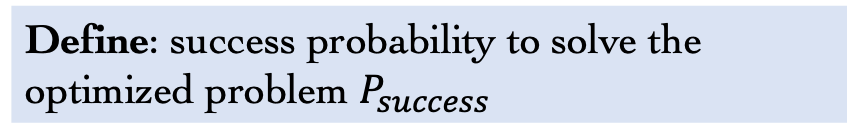 Define: success probability to solve the
optimized problem P_success